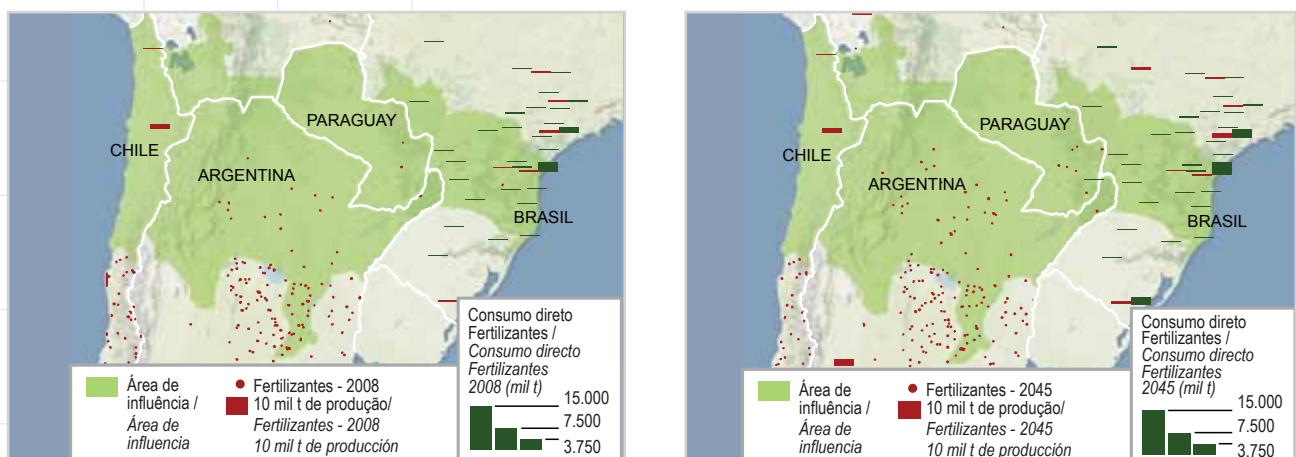 PARAGUAY
CHILE
ARGENTINA
BRASIL
Consumo direto
Fertilizantes /
Consumo directo
Fertilizantes
2008 (mil t)
15.000
7.500
3.750
Área de
influência /
Área de
influencia
Fertilizantes - 2008
10 mil t de produção/
Fertilizantes - 2008
10 mil t de producción
PARAGUAY
CHILE
ARGENTINA
BRASIL
Consumo direto
Fertilizantes /
Consumo directo
Fertilizantes
2045 (mil t)
15.000
7.500
3.750
Área de
influência /
Área de
influencia
Fertilizantes - 2045
10 mil t de produção/
Fertilizantes - 2045
10 mil t de producción